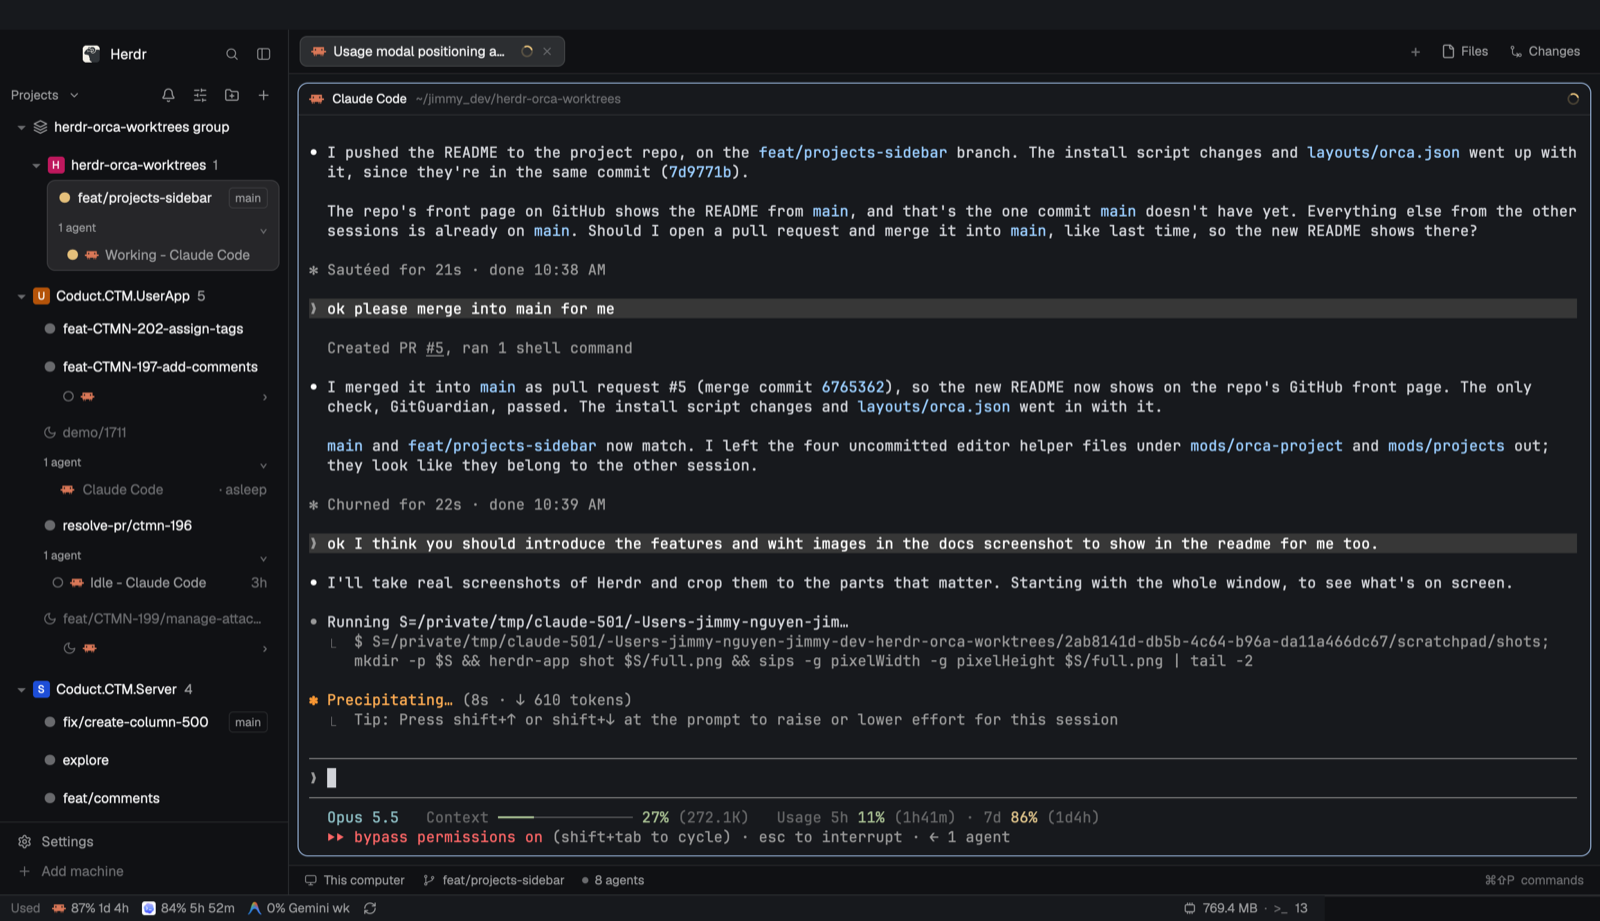 Herdr
Projects
herdr-orca-worktrees group
H herdr-orca-worktrees 1
feat/projects-sidebar main
1 agent
Working - Claude Code
U Coduct.CTM.UserApp 5
feat-CTMN-202-assign-tags
feat-CTMN-197-add-comments
demo/1711
1 agent
Claude Code · asleep
resolve-pr/ctmn-196
1 agent
Idle - Claude Code 3h
feat/CTMN-199/manage-attac...
S Coduct.CTM.Server 4
fix/create-column-500 main
explore
feat/comments
Settings
+ Add machine
Usage modal positioning a... ×
+ Files Changes
Claude Code ~/jimmy_dev/herdr-orca-worktrees
• I pushed the README to the project repo, on the feat/projects-sidebar branch. The install script changes and layouts/orca.json went up with
it, since they're in the same commit (7d9771b).
The repo's front page on GitHub shows the README from main, and that's the one commit main doesn't have yet. Everything else from the other
sessions is already on main. Should I open a pull request and merge it into main, like last time, so the new README shows there?
✻ Sautéed for 21s · done 10:38 AM
❯ ok please merge into main for me
Created PR #5, ran 1 shell command
• I merged it into main as pull request #5 (merge commit 6765362), so the new README now shows on the repo's GitHub front page. The only
check, GitGuardian, passed. The install script changes and layouts/orca.json went in with it.
main and feat/projects-sidebar now match. I left the four uncommitted editor helper files under mods/orca-project and mods/projects out;
they look like they belong to the other session.
✻ Churned for 22s · done 10:39 AM
❯ ok I think you should introduce the features and wiht images in the docs screenshot to show in the readme for me too.
• I'll take real screenshots of Herdr and crop them to the parts that matter. Starting with the whole window, to see what's on screen.
• Running S=/private/tmp/claude-501/-Users-jimmy-nguyen-jim…
$ S=/private/tmp/claude-501/-Users-jimmy-nguyen-jimmy-dev-herdr-orca-worktrees/2ab8141d-db5b-4c64-b96a-da11a466dc67/scratchpad/shots;
mkdir -p $S && herdr-app shot $S/full.png && sips -g pixelWidth -g pixelHeight $S/full.png | tail -2
✽ Precipitating… (8s · ↓ 610 tokens)
Tip: Press shift+↑ or shift+↓ at the prompt to raise or lower effort for this session
❯
Opus 5.5 Context 27% (272.1K) Usage 5h 11% (1h41m) · 7d 86% (1d4h)
▸▸ bypass permissions on (shift+tab to cycle) · esc to interrupt · ← 1 agent
This computer feat/projects-sidebar • 8 agents ⌘⇧P commands
Used 87% 1d 4h 84% 5h 52m 0% Gemini wk 769.4 MB · >_ 13